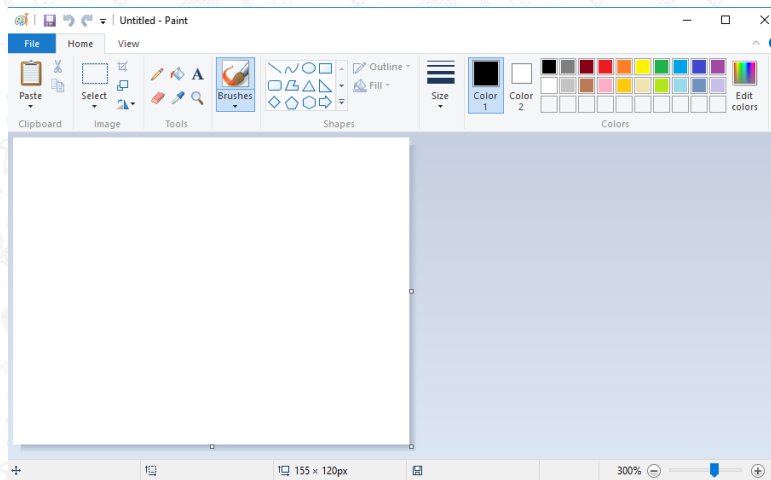 Untitled - Paint
File Home View
Paste Select Brushes Outline Fill Size Color 1 Color 2 Edit colors
Clipboard Image Tools Shapes Colors
155 × 120px 300%